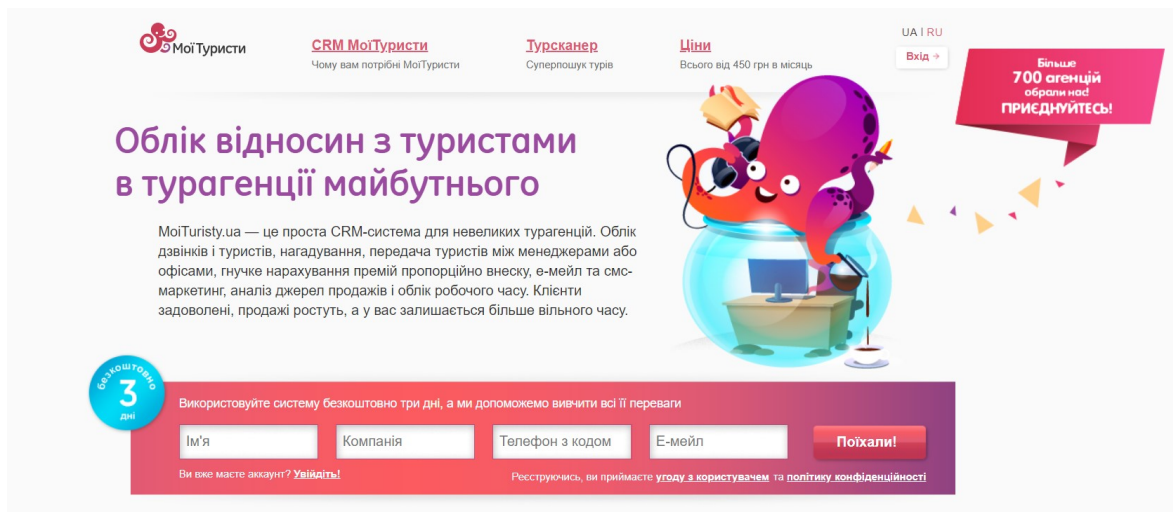 МоїТуристи
CRM МоїТуристи
Чому вам потрібні МоїТуристи
Турсканер
Суперпошук турів
Ціни
Всього від 450 грн в місяць
UA | RU
Вхід →
Більше
700 агенцій
обрали нас!
ПРИЄДНУЙТЕСЬ!
Облік відносин з туристами
в турагенції майбутнього
MoiTuristy.ua — це проста CRM-система для невеликих турагенцій. Облік
дзвінків і туристів, нагадування, передача туристів між менеджерами або
офісами, гнучке нарахування премій пропорційно внеску, е-мейл та смс-
маркетинг, аналіз джерел продажів і облік робочого часу. Клієнти
задоволені, продажі ростуть, а у вас залишається більше вільного часу.
безкоштовно
3
дні
Використовуйте систему безкоштовно три дні, а ми допоможемо вивчити всі її переваги
Ім'я
Компанія
Телефон з кодом
Е-мейл
Поїхали!
Ви вже маєте аккаунт? Увійдіть!
Реєструючись, ви приймаєте угоду з користувачем та політику конфіденційності